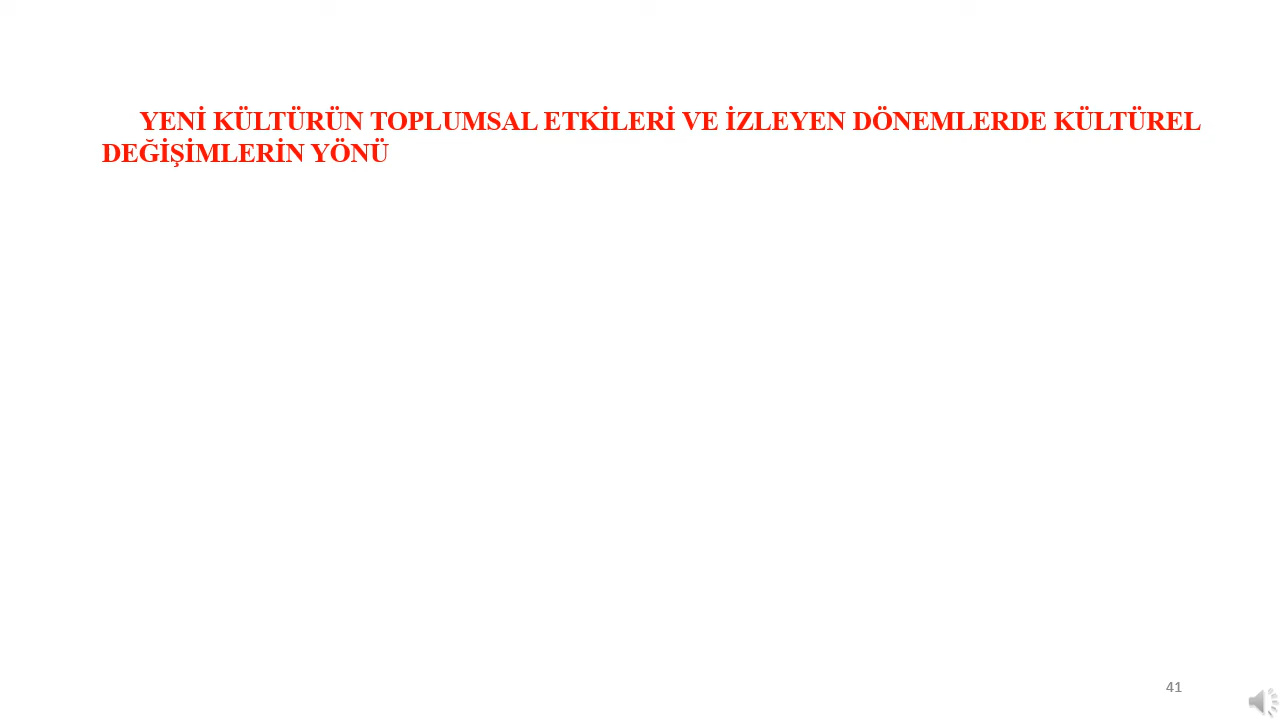 YENİ KÜLTÜRÜN TOPLUMSAL ETKİLERİ VE İZLEYEN DÖNEMLERDE KÜLTÜREL
DEĞİŞİMLERİN YÖNÜ
41